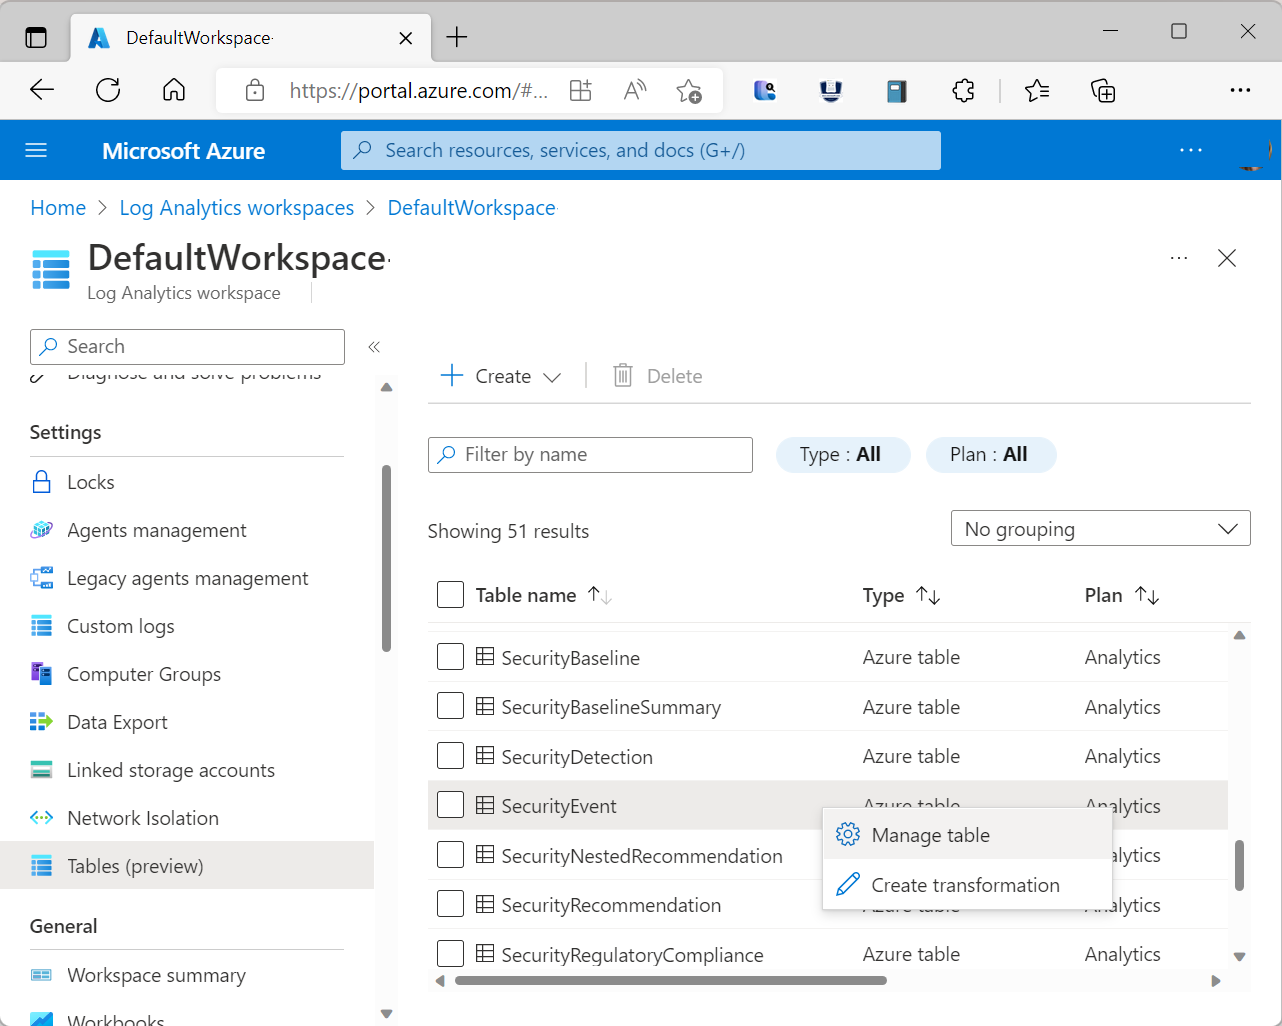 DefaultWorkspace
https://portal.azure.com/#...
Microsoft Azure
Search resources, services, and docs (G+/)
Home > Log Analytics workspaces > DefaultWorkspace
DefaultWorkspace
Log Analytics workspace
Search
«
Diagnose and solve problems
Settings
Locks
Agents management
Legacy agents management
Custom logs
Computer Groups
Data Export
Linked storage accounts
Network Isolation
Tables (preview)
General
Workspace summary
Workbooks
Create
Delete
Filter by name
Type : All
Plan : All
Showing 51 results
No grouping
Table name Type Plan
SecurityBaseline Azure table Analytics
SecurityBaselineSummary Azure table Analytics
SecurityDetection Azure table Analytics
SecurityEvent Azure table Analytics
Manage table
SecurityNestedRecommendation alytics
Create transformation
SecurityRecommendation Azure table Analytics
SecurityRegulatoryCompliance Azure table Analytics